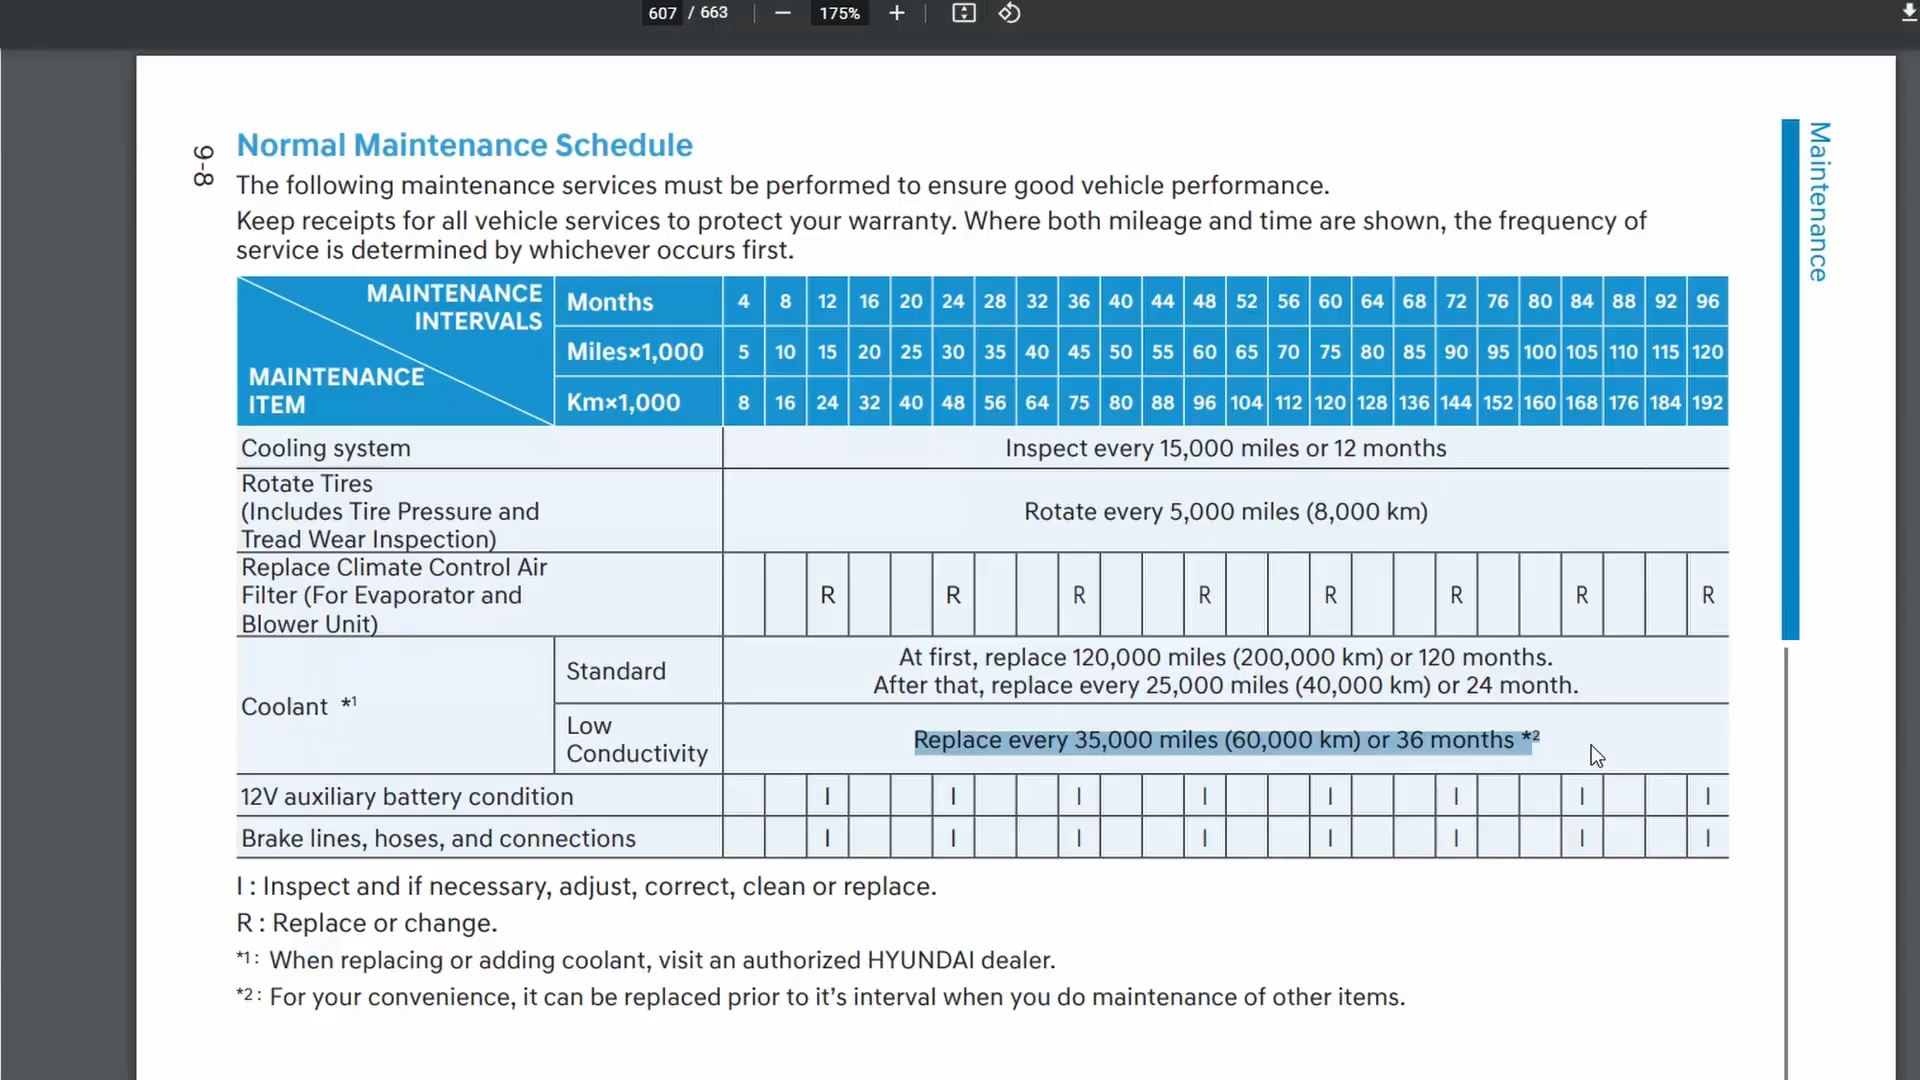 607 / 663
175%
9-8
Maintenance
Normal Maintenance Schedule
The following maintenance services must be performed to ensure good vehicle performance.
Keep receipts for all vehicle services to protect your warranty. Where both mileage and time are shown, the frequency of
service is determined by whichever occurs first.
MAINTENANCE
INTERVALS
MAINTENANCE
ITEM
Months 4 8 12 16 20 24 28 32 36 40 44 48 52 56 60 64 68 72 76 80 84 88 92 96
Miles×1,000 5 10 15 20 25 30 35 40 45 50 55 60 65 70 75 80 85 90 95 100 105 110 115 120
Km×1,000 8 16 24 32 40 48 56 64 75 80 88 96 104 112 120 128 136 144 152 160 168 176 184 192
Cooling system Inspect every 15,000 miles or 12 months
Rotate Tires
(Includes Tire Pressure and
Tread Wear Inspection)
Rotate every 5,000 miles (8,000 km)
Replace Climate Control Air
Filter (For Evaporator and
Blower Unit)
R R R R R R R R
Coolant *1
Standard
At first, replace 120,000 miles (200,000 km) or 120 months.
After that, replace every 25,000 miles (40,000 km) or 24 month.
Low
Conductivity
Replace every 35,000 miles (60,000 km) or 36 months *2
12V auxiliary battery condition I I I I I I I I
Brake lines, hoses, and connections I I I I I I I I
I : Inspect and if necessary, adjust, correct, clean or replace.
R : Replace or change.
*1 : When replacing or adding coolant, visit an authorized HYUNDAI dealer.
*2 : For your convenience, it can be replaced prior to it's interval when you do maintenance of other items.